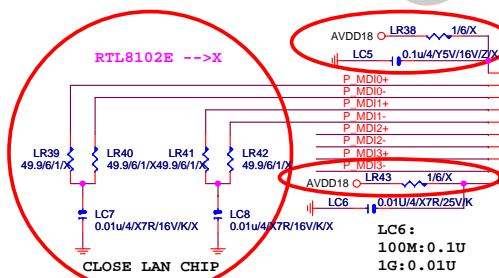 AVDD18 LR38 1/6/X
RTL8102E -->X
LC5 0.1u/4/Y5V/16V/Z/X
P_MDI0+
P_MDI0-
P_MDI1+
P_MDI1-
P_MDI2+
P_MDI2-
P_MDI3+
P_MDI3-
LR39 LR40 LR41 LR42
49.9/6/1/X 49.9/6/1/X 49.9/6/1/X 49.9/6/1/X
AVDD18 LR43 1/6/X
LC6 0.01U/4/X7R/25V/K
LC7 LC8
0.01u/4/X7R/16V/K/X 0.01u/4/X7R/16V/K/X
LC6:
100M:0.1U
1G:0.01U
CLOSE LAN CHIP